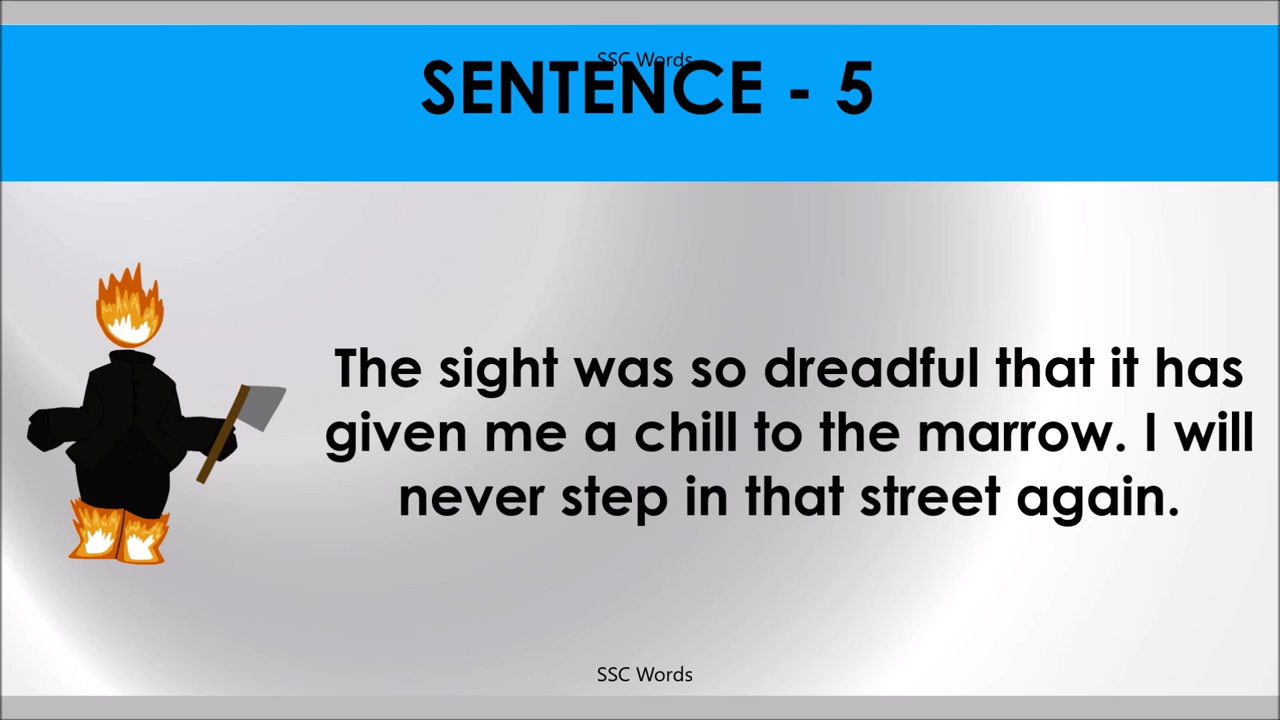 SSC Words
SENTENCE - 5
The sight was so dreadful that it has
given me a chill to the marrow. I will
never step in that street again.
SSC Words